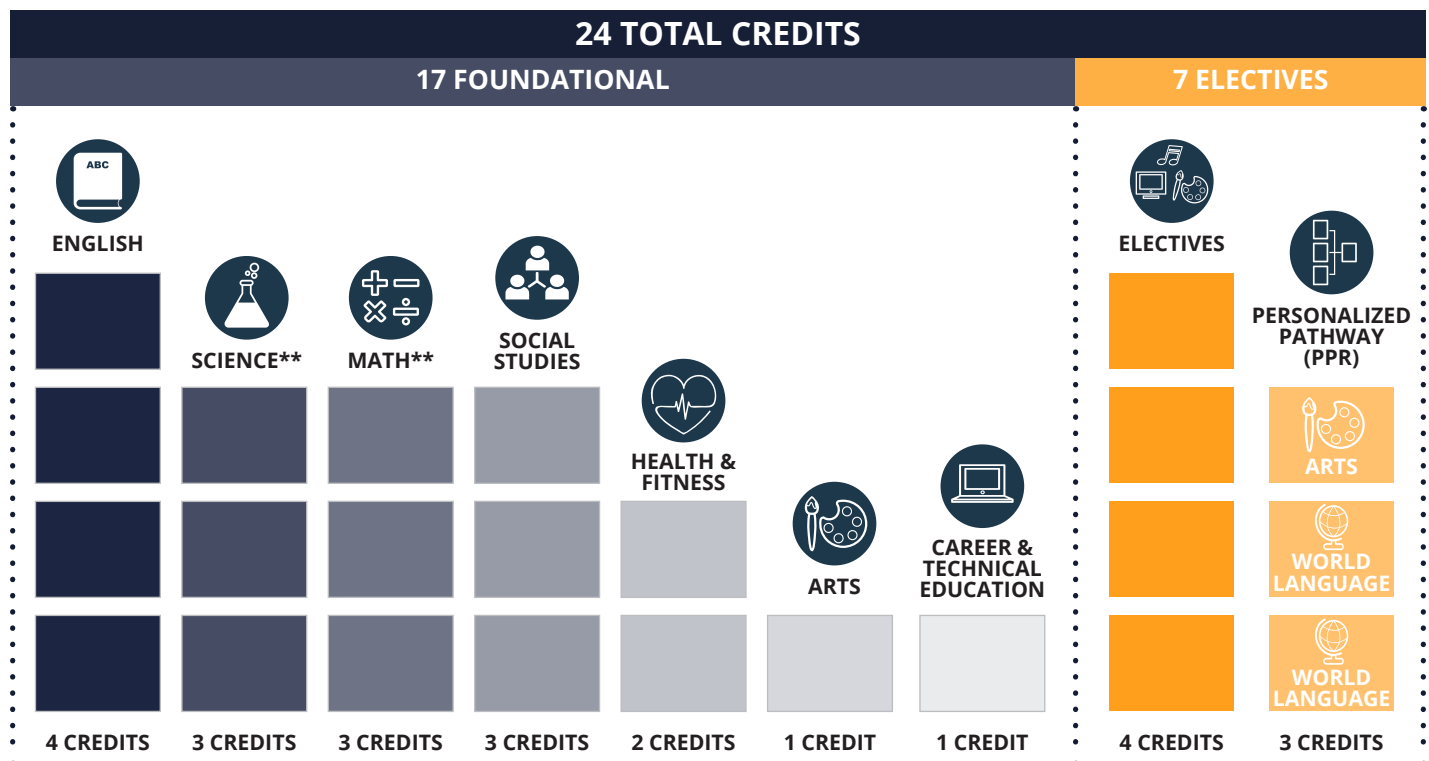 24 TOTAL CREDITS
17 FOUNDATIONAL
7 ELECTIVES
ABC
ENGLISH
4 CREDITS
SCIENCE**
3 CREDITS
MATH**
3 CREDITS
SOCIAL
STUDIES
3 CREDITS
HEALTH &
FITNESS
2 CREDITS
ARTS
1 CREDIT
CAREER &
TECHNICAL
EDUCATION
1 CREDIT
ELECTIVES
4 CREDITS
PERSONALIZED
PATHWAY
(PPR)
ARTS
WORLD
LANGUAGE
WORLD
LANGUAGE
3 CREDITS